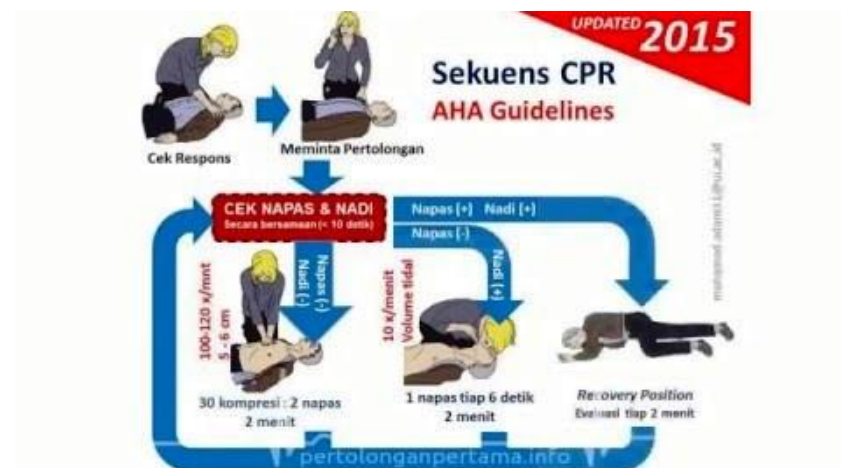 UPDATED 2015
Sekuens CPR
AHA Guidelines
Cek Respons
Meminta Pertolongan
CEK NAPAS & NADI
Secara bersamaan (< 10 detik)
Napas (+) Nadi (+)
Napas (-)
Nadi (+)
Napas (-)
Nadi (-)
100-120 x/mnt
5 - 6 cm
10 x/menit
Volume tidal
30 kompresi : 2 napas
2 menit
1 napas tiap 6 detik
2 menit
Recovery Position
Evaluasi tiap 2 menit
pertolonganpertama.info